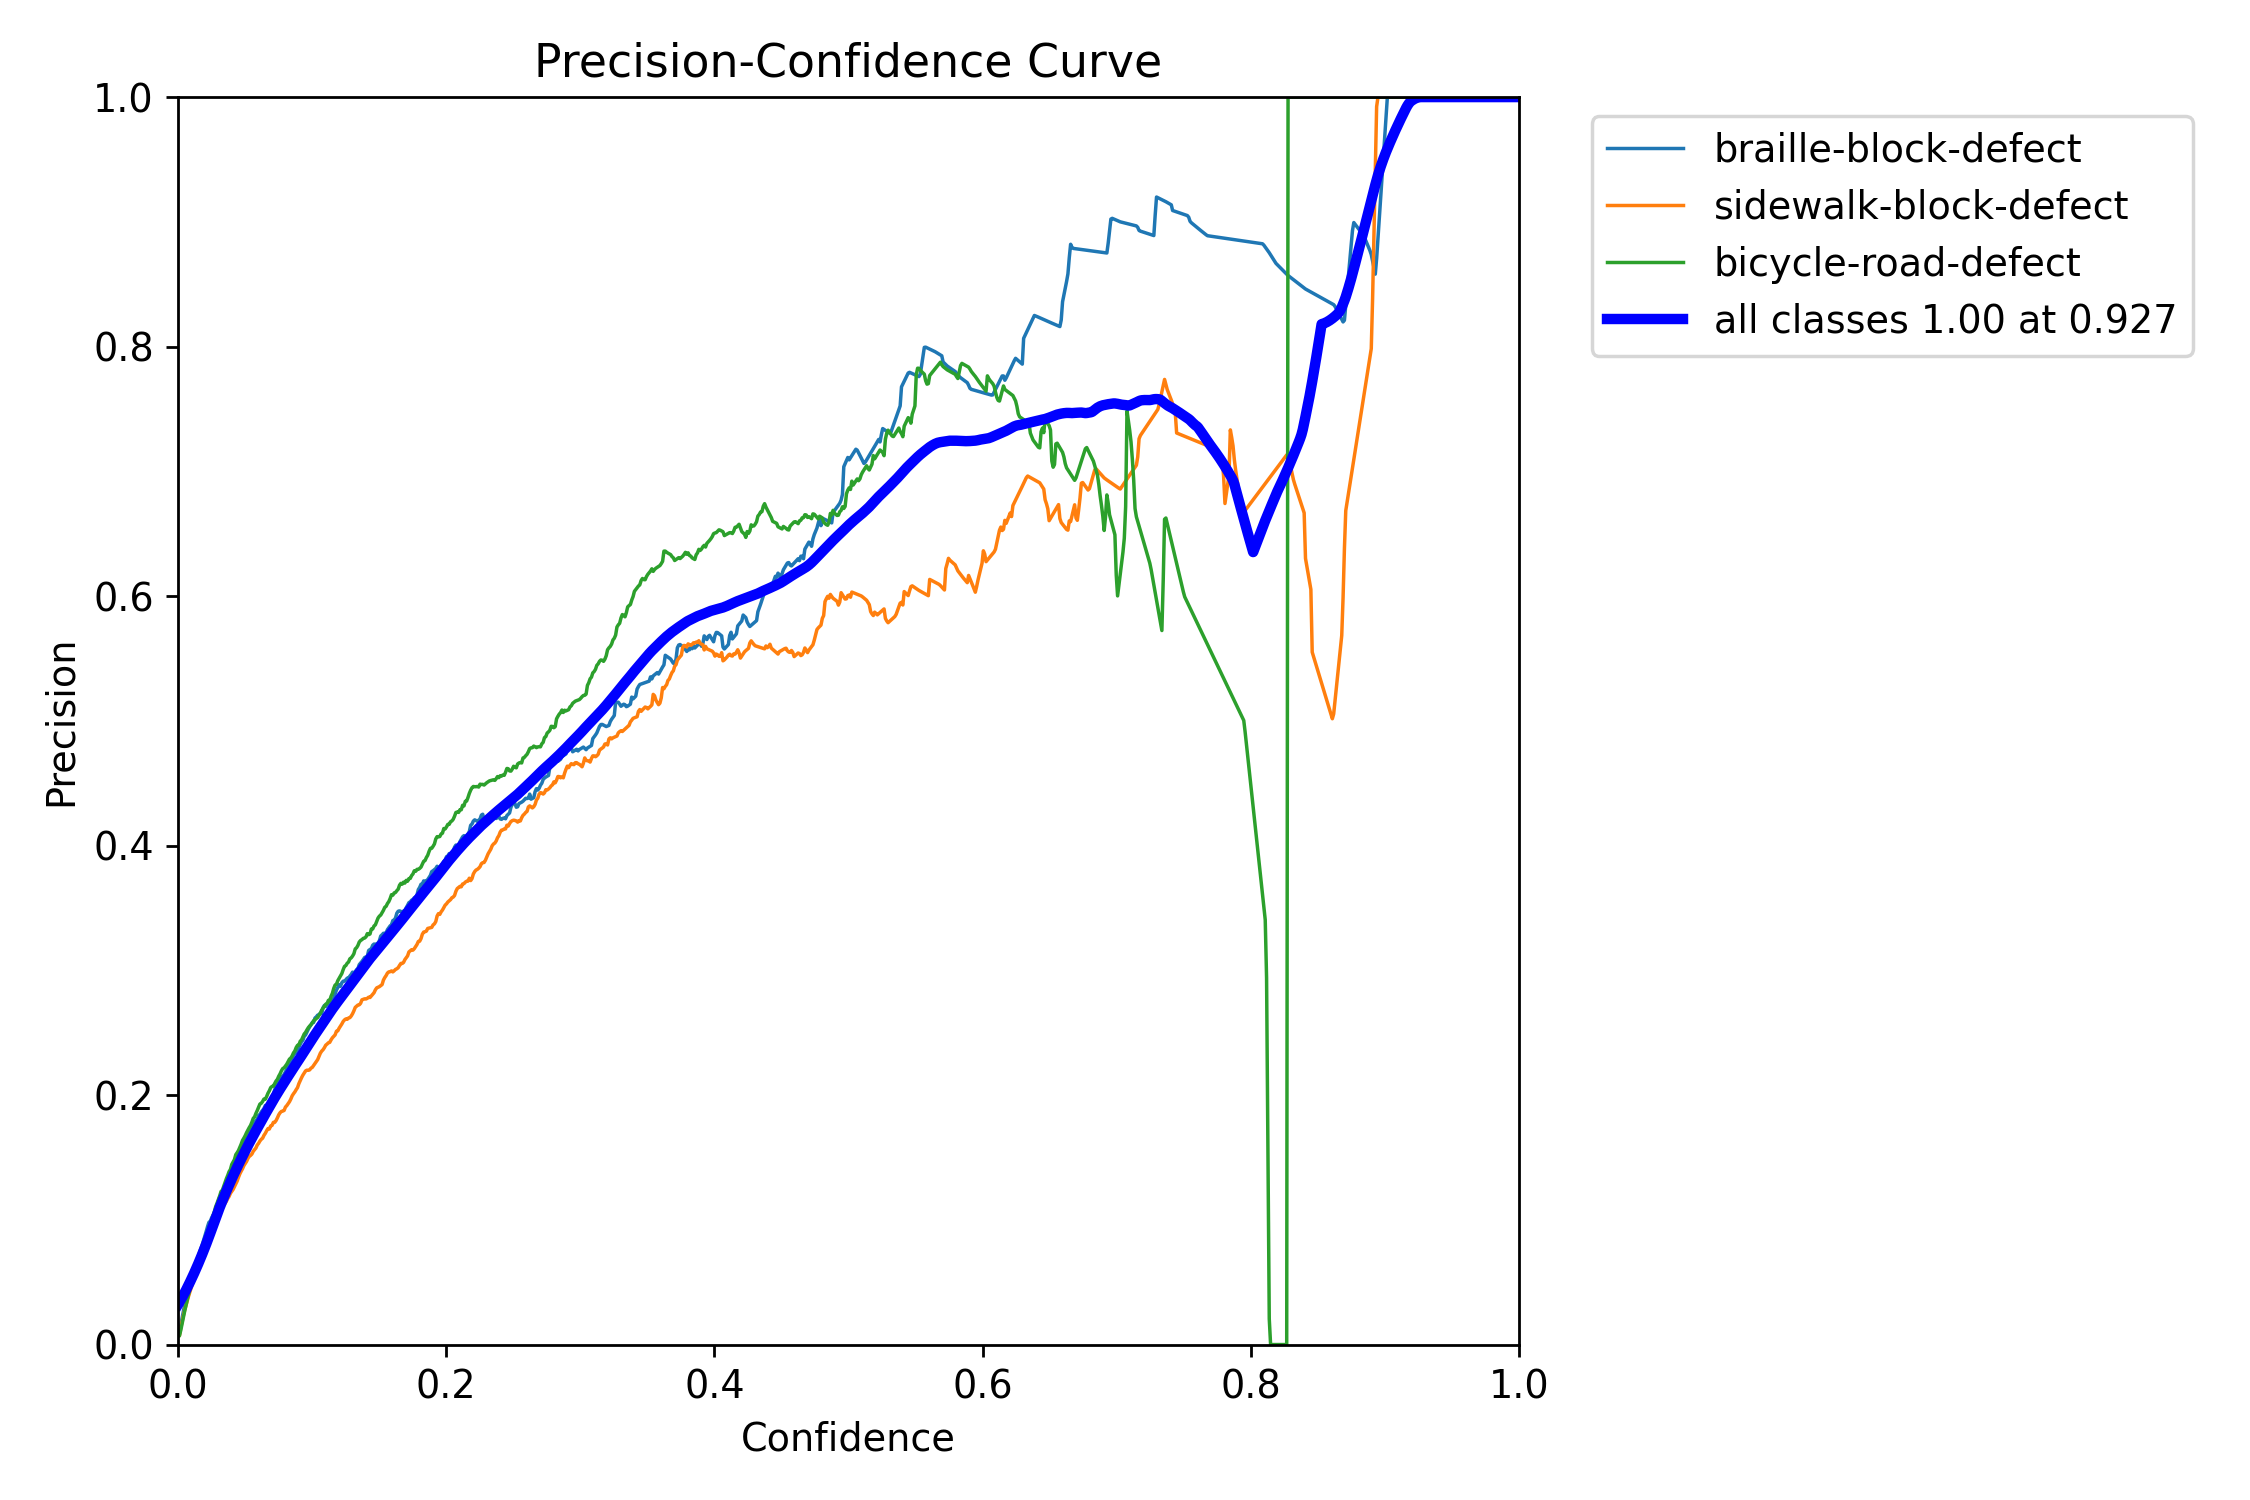 Precision-Confidence Curve
1.0
0.8
0.6
0.4
0.2
0.0
Precision
0.0 0.2 0.4 0.6 0.8 1.0
Confidence
braille-block-defect
sidewalk-block-defect
bicycle-road-defect
all classes 1.00 at 0.927